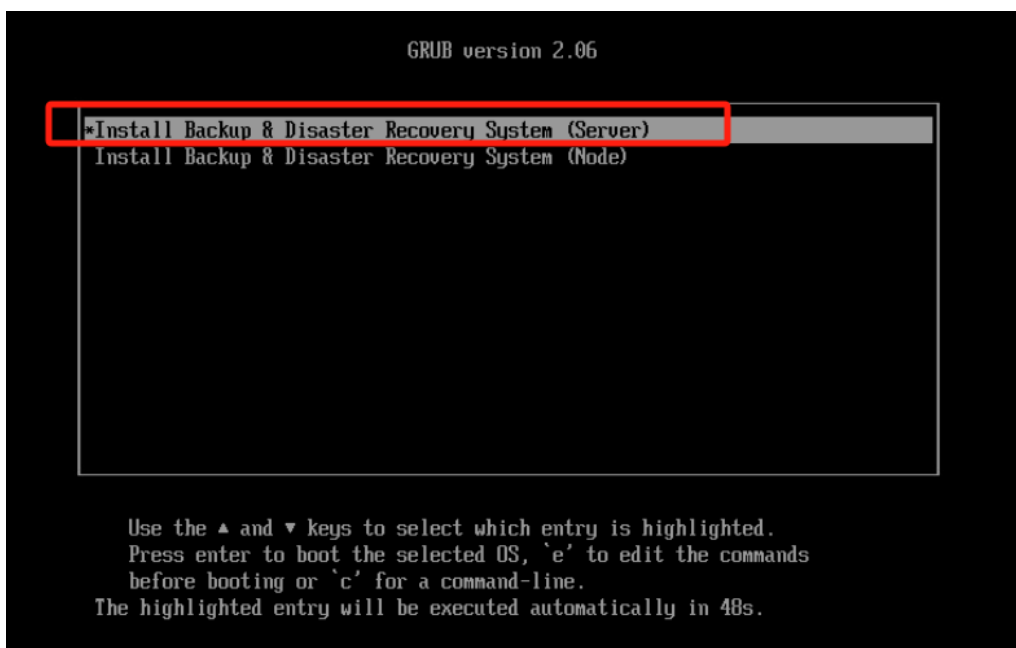 GRUB version 2.06
*Install Backup & Disaster Recovery System (Server)
Install Backup & Disaster Recovery System (Node)
Use the ▲ and ▼ keys to select which entry is highlighted.
Press enter to boot the selected OS, `e' to edit the commands
before booting or `c' for a command-line.
The highlighted entry will be executed automatically in 48s.